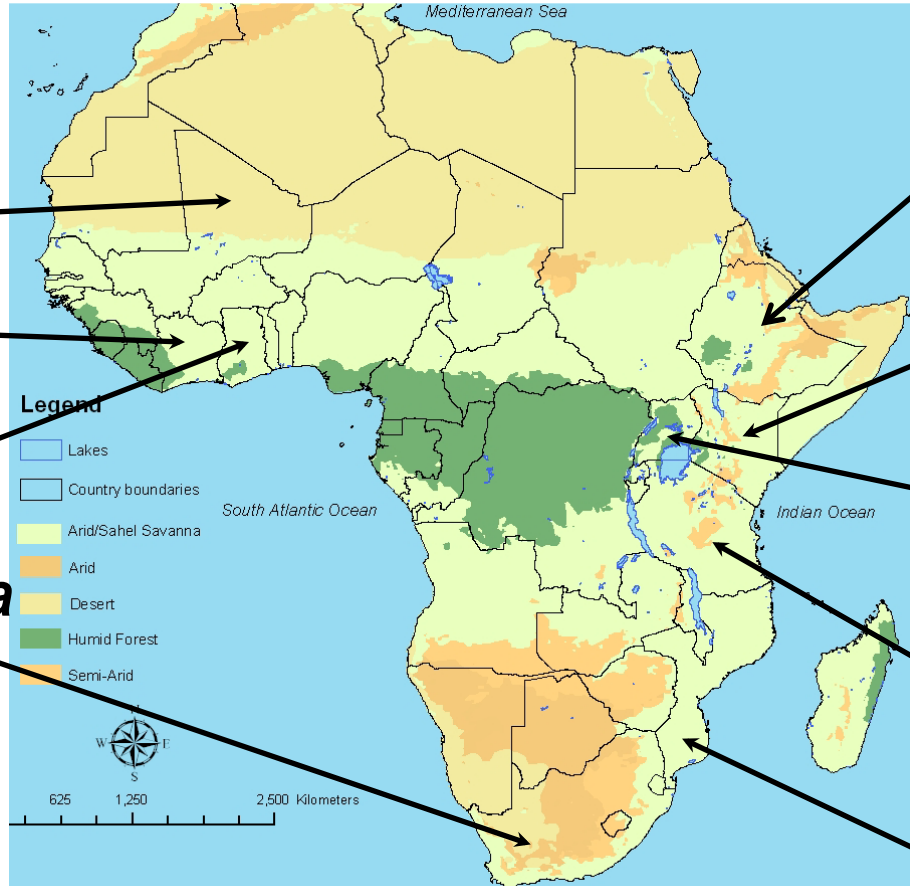 Mediterranean Sea
Legend
Lakes
Country boundaries
South Atlantic Ocean
Indian Ocean
Arid/Sahel Savanna
Arid
a
Desert
Humid Forest
Semi-Arid
W E
S
625 1,250 2,500 Kilometers